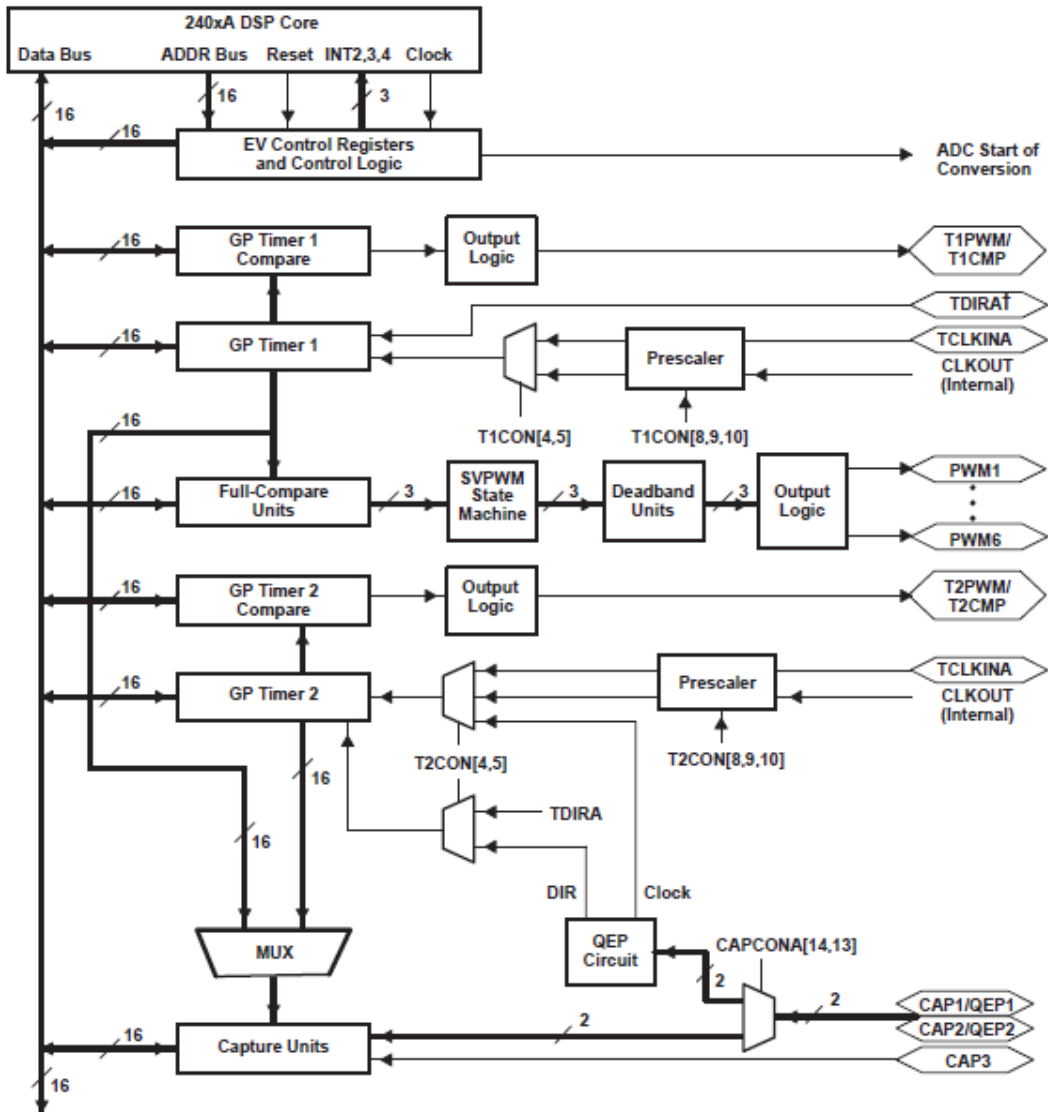 240xA DSP Core
Data Bus
ADDR Bus
Reset
INT2,3,4
Clock
16
16
3
16
EV Control Registers
and Control Logic
ADC Start of
Conversion
16
GP Timer 1
Compare
Output
Logic
T1PWM/
T1CMP
TDIRA†
16
GP Timer 1
Prescaler
TCLKINA
CLKOUT
(Internal)
T1CON[4,5]
T1CON[8,9,10]
16
16
Full-Compare
Units
3
SVPWM
State
Machine
3
Deadband
Units
3
Output
Logic
PWM1
PWM6
16
GP Timer 2
Compare
Output
Logic
T2PWM/
T2CMP
16
GP Timer 2
Prescaler
TCLKINA
CLKOUT
(Internal)
T2CON[4,5]
T2CON[8,9,10]
16
TDIRA
16
DIR
Clock
MUX
QEP
Circuit
CAPCONA[14,13]
2
2
CAP1/QEP1
CAP2/QEP2
2
16
Capture Units
CAP3
16